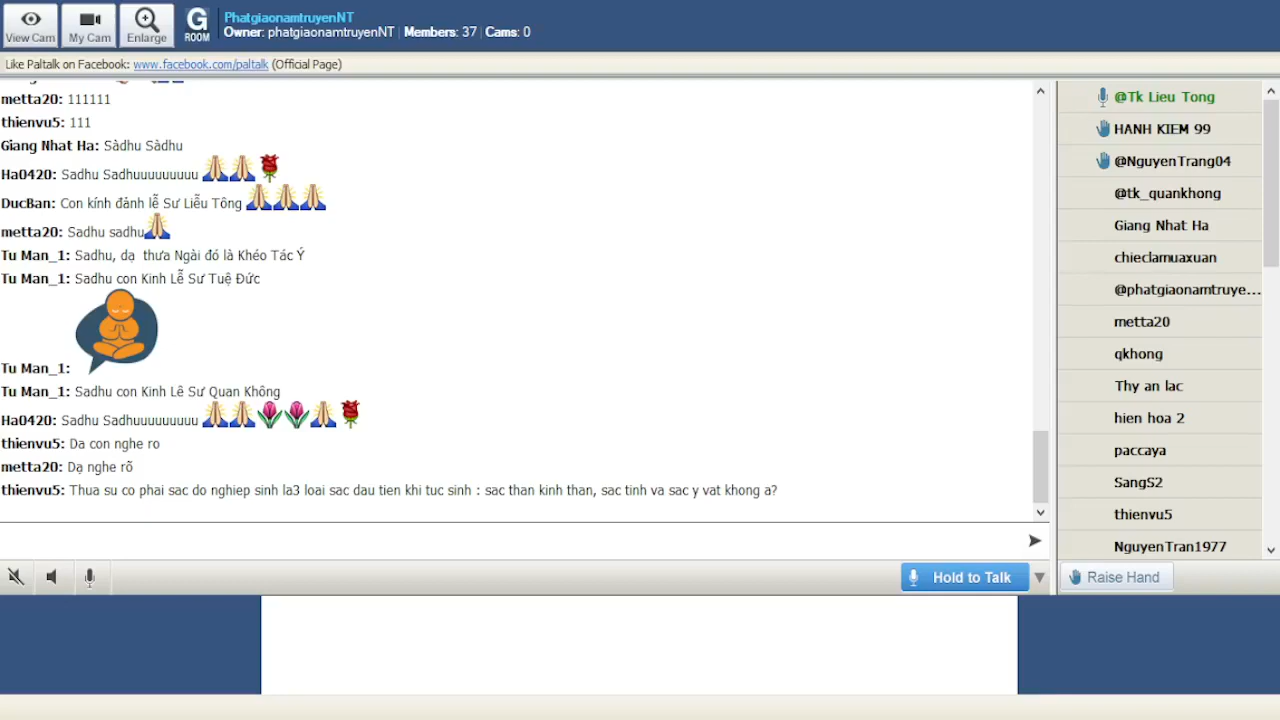 View Cam
My Cam
Enlarge
G
ROOM
PhatgiaonamtruyenNT
Owner: phatgiaonamtruyenNT | Members: 37 | Cams: 0
Like Paltalk on Facebook: www.facebook.com/paltalk (Official Page)
metta20: 111111
thienvu5: 111
Giang Nhat Ha: Sàdhu Sàdhu
Ha0420: Sadhu Sadhuuuuuuuuu
DucBan: Con kính đảnh lễ Sư Liễu Tông
metta20: Sadhu sadhu
Tu Man_1: Sadhu, dạ  thưa Ngài đó là Khéo Tác Ý
Tu Man_1: Sadhu con Kinh Lễ Sư Tuệ Đức
Tu Man_1:
Tu Man_1: Sadhu con Kinh Lê Sư Quan Không
Ha0420: Sadhu Sadhuuuuuuuuu
thienvu5: Da con nghe ro
metta20: Dạ nghe rõ
thienvu5: Thua su co phai sac do nghiep sinh la3 loai sac dau tien khi tuc sinh : sac than kinh than, sac tinh va sac y vat khong a?
Hold to Talk
@Tk Lieu Tong
HANH KIEM 99
@NguyenTrang04
@tk_quankhong
Giang Nhat Ha
chieclamuaxuan
@phatgiaonamtruye...
metta20
qkhong
Thy an lac
hien hoa 2
paccaya
SangS2
thienvu5
NguyenTran1977
Raise Hand